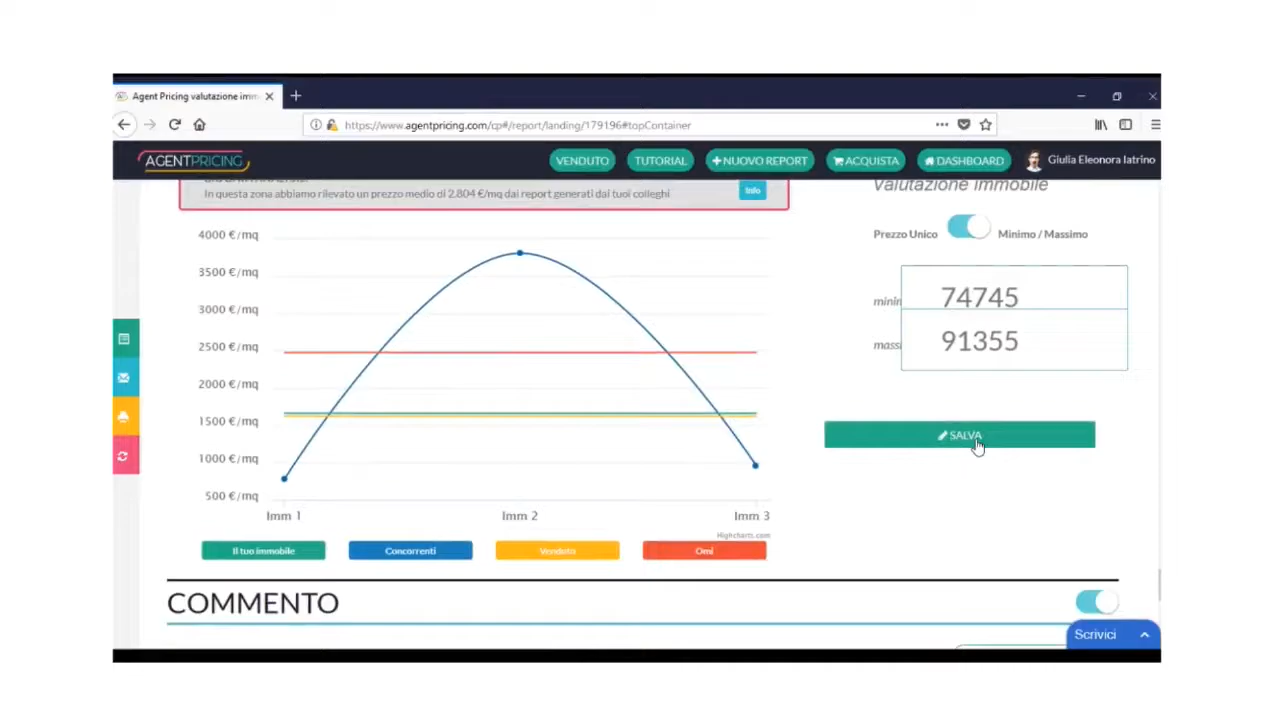 Agent Pricing valutazione imm
https://www.agentpricing.com/cp#/report/landing/179196#topContainer
AGENTPRICING
VENDUTO
TUTORIAL
+NUOVO REPORT
ACQUISTA
DASHBOARD
Giulia Eleonora Iatrino
In questa zona abbiamo rilevato un prezzo medio di 2,804 €/mq dai report generati dai tuoi colleghi
Info
Valutazione immobile
Prezzo Unico
Minimo / Massimo
minin
74745
mass
91355
SALVA
4000 €/mq
3500 €/mq
3000 €/mq
2500 €/mq
2000 €/mq
1500 €/mq
1000 €/mq
500 €/mq
Imm 1
Imm 2
Imm 3
Highcharts.com
Il tuo immobile
Concorrenti
Venduto
Omi
COMMENTO
Scrivici